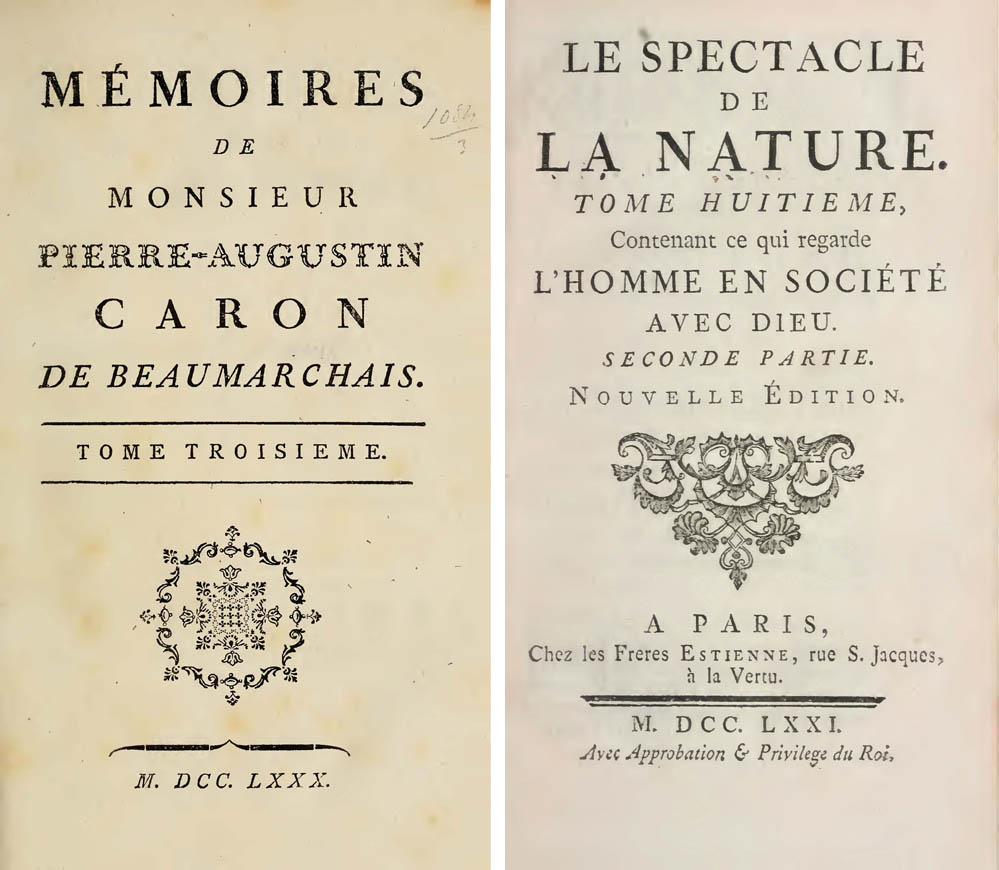 MÉMOIRES
DE
MONSIEUR
PIERRE-AUGUSTIN
CARON
DE BEAUMARCHAIS.
TOME TROISIEME.
M. DCC. LXXX.
1084
3
LE SPECTACLE
DE
LA NATURE.
TOME HUITIEME,
Contenant ce qui regarde
L'HOMME EN SOCIÉTÉ
AVEC DIEU.
SECONDE PARTIE.
NOUVELLE ÉDITION.
A PARIS,
Chez les Freres ESTIENNE, rue S. Jacques,
à la Vertu.
M. DCC. LXXI.
Avec Approbation & Privilege du Roi.